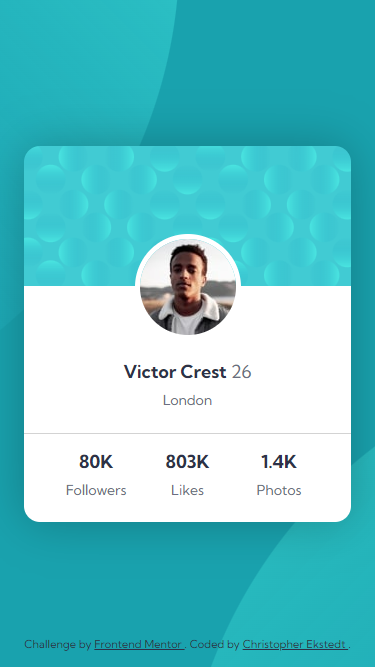 Victor Crest 26
London
80K 803K 1.4K
Followers Likes Photos
Challenge by Frontend Mentor . Coded by Christopher Ekstedt .